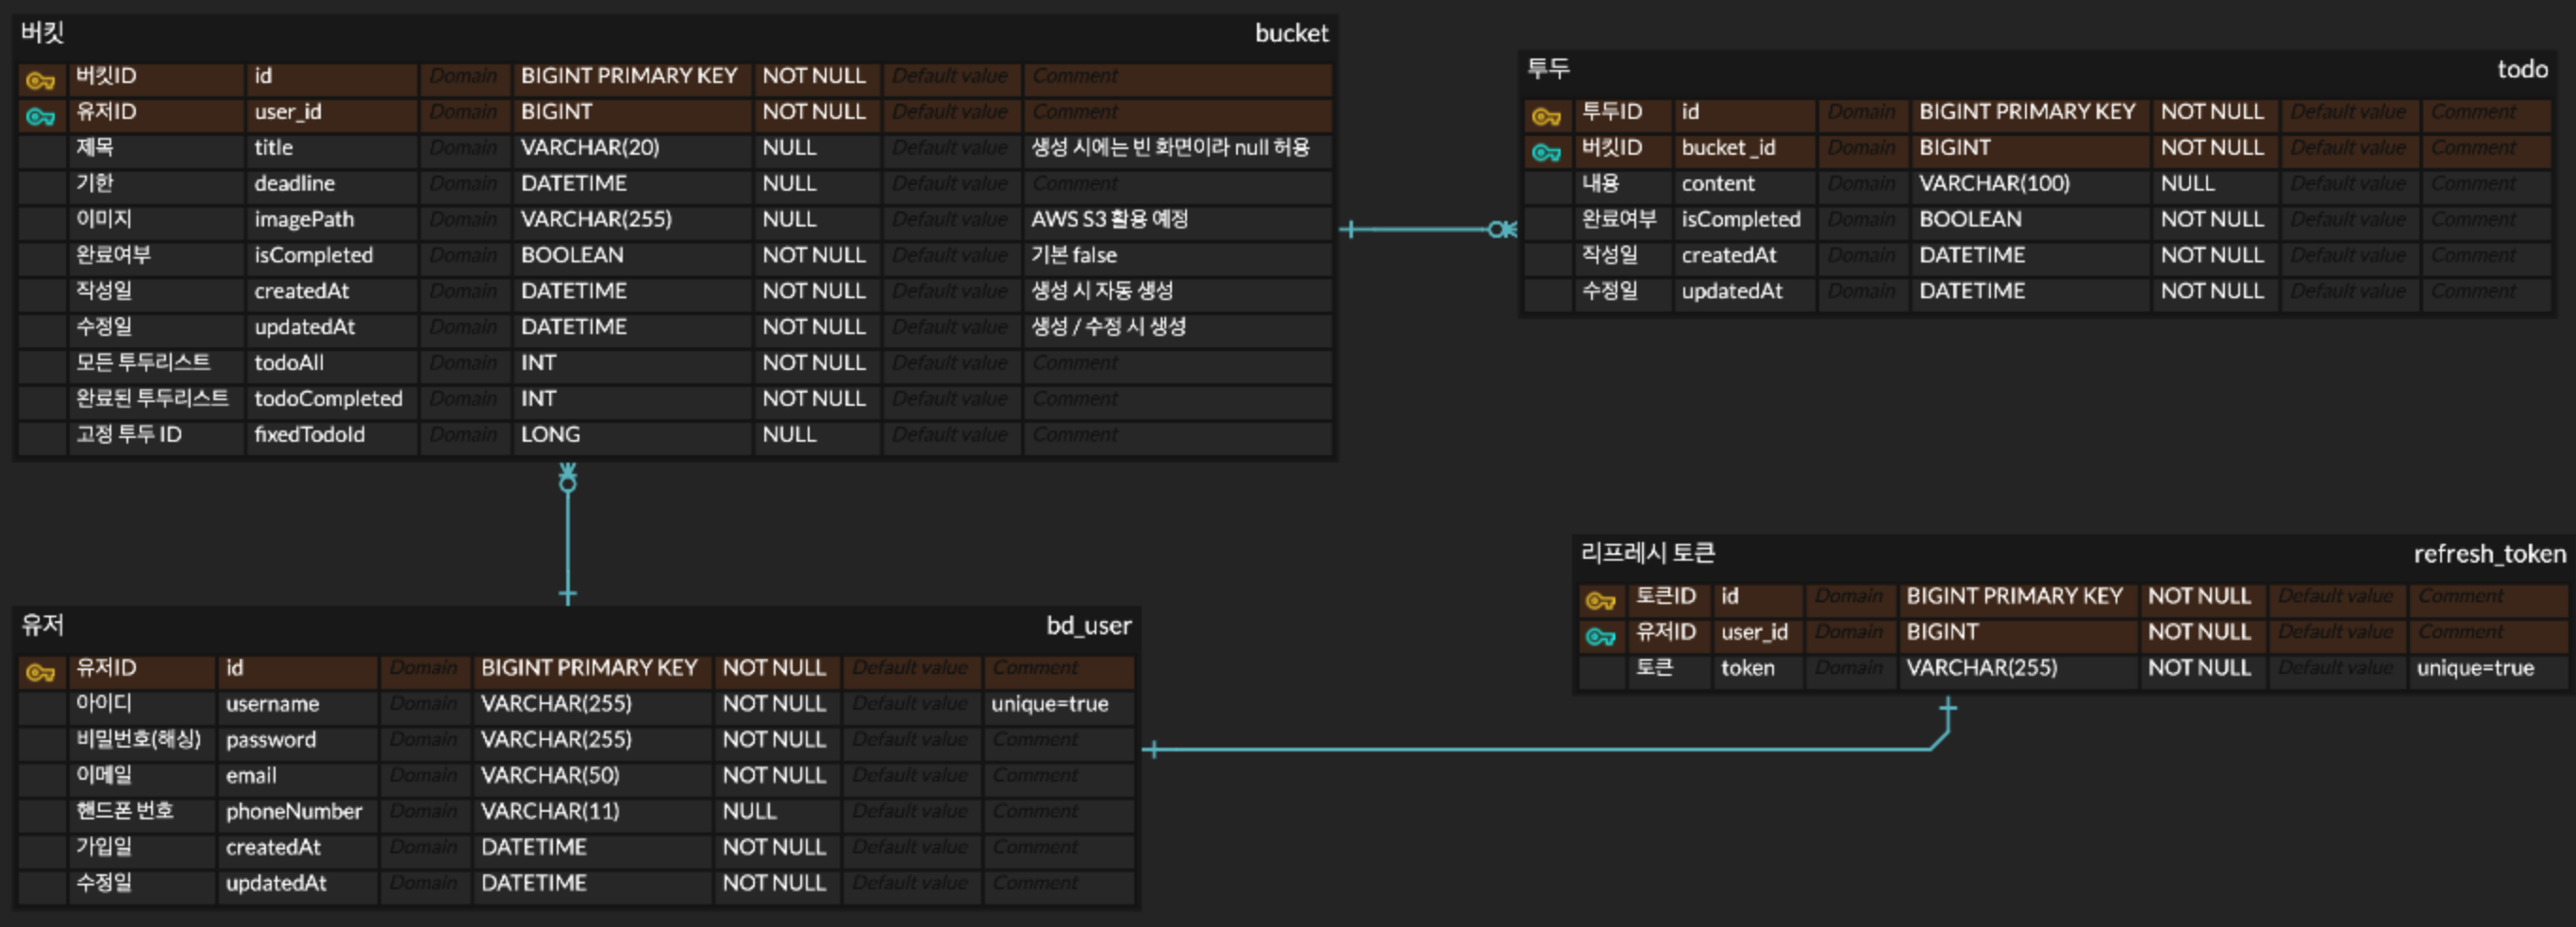 버킷 bucket
버킷ID id Domain BIGINT PRIMARY KEY NOT NULL Default value Comment
유저ID user_id Domain BIGINT NOT NULL Default value Comment
제목 title Domain VARCHAR(20) NULL Default value 생성 시에는 빈 화면이라 null 허용
기한 deadline Domain DATETIME NULL Default value Comment
이미지 imagePath Domain VARCHAR(255) NULL Default value AWS S3 활용 예정
완료여부 isCompleted Domain BOOLEAN NOT NULL Default value 기본 false
작성일 createdAt Domain DATETIME NOT NULL Default value 생성 시 자동 생성
수정일 updatedAt Domain DATETIME NOT NULL Default value 생성 / 수정 시 생성
모든 투두리스트 todoAll Domain INT NOT NULL Default value Comment
완료된 투두리스트 todoCompleted Domain INT NOT NULL Default value Comment
고정 투두 ID fixedTodoId Domain LONG NULL Default value Comment
투두 todo
투두ID id Domain BIGINT PRIMARY KEY NOT NULL Default value Comment
버킷ID bucket_id Domain BIGINT NOT NULL Default value Comment
내용 content Domain VARCHAR(100) NULL Default value Comment
완료여부 isCompleted Domain BOOLEAN NOT NULL Default value Comment
작성일 createdAt Domain DATETIME NOT NULL Default value Comment
수정일 updatedAt Domain DATETIME NOT NULL Default value Comment
유저 bd_user
유저ID id Domain BIGINT PRIMARY KEY NOT NULL Default value Comment
아이디 username Domain VARCHAR(255) NOT NULL Default value unique=true
비밀번호(해싱) password Domain VARCHAR(255) NOT NULL Default value Comment
이메일 email Domain VARCHAR(50) NOT NULL Default value Comment
핸드폰 번호 phoneNumber Domain VARCHAR(11) NULL Default value Comment
가입일 createdAt Domain DATETIME NOT NULL Default value Comment
수정일 updatedAt Domain DATETIME NOT NULL Default value Comment
리프레시 토큰 refresh_token
토큰ID id Domain BIGINT PRIMARY KEY NOT NULL Default value Comment
유저ID user_id Domain BIGINT NOT NULL Default value Comment
토큰 token Domain VARCHAR(255) NOT NULL Default value unique=true